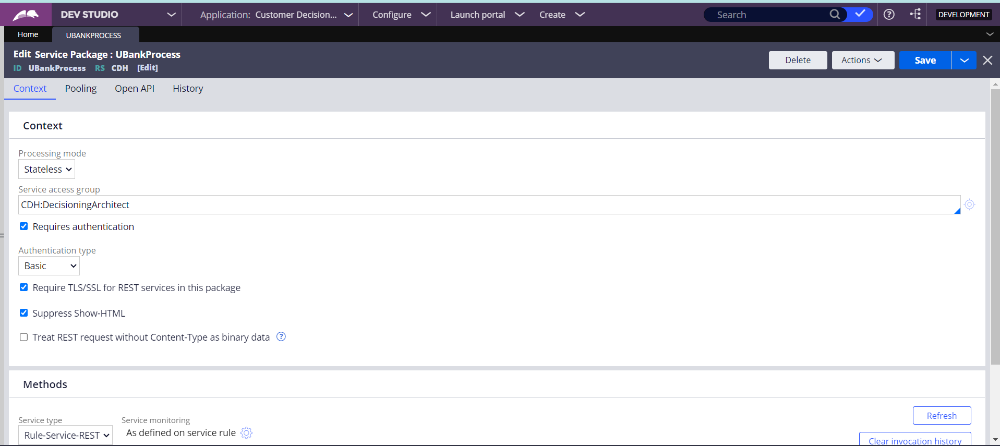 DEV STUDIO Application: Customer Decision... Configure Launch portal Create Search DEVELOPMENT
Home UBANKPROCESS
Edit Service Package : UBankProcess
ID UBankProcess RS CDH [Edit]
Delete Actions Save
Context Pooling Open API History
Context
Processing mode
Stateless
Service access group
CDH:DecisioningArchitect
Requires authentication
Authentication type
Basic
Require TLS/SSL for REST services in this package
Suppress Show-HTML
Treat REST request without Content-Type as binary data
Methods
Refresh
Service type Service monitoring
Rule-Service-REST As defined on service rule
Clear invocation history